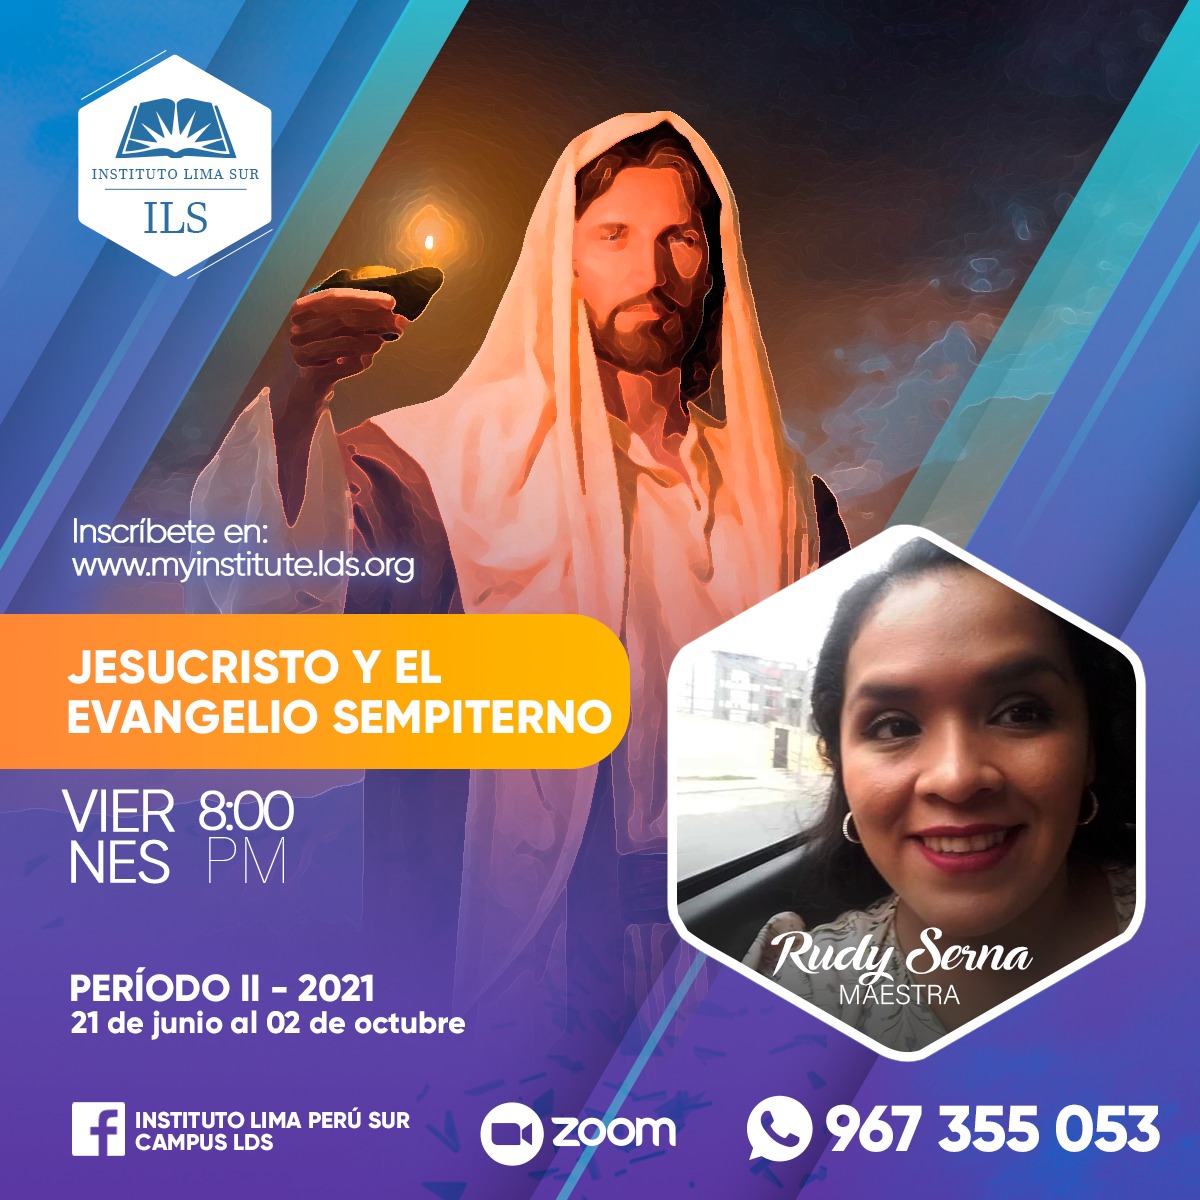 INSTITUTO LIMA SUR
ILS
Inscríbete en:
www.myinstitute.lds.org
JESUCRISTO Y EL
EVANGELIO SEMPITERNO
VIER 8:00
NES PM
PERÍODO II - 2021
21 de junio al 02 de octubre
Rudy Serna
MAESTRA
INSTITUTO LIMA PERÚ SUR
CAMPUS LDS
zoom
967 355 053